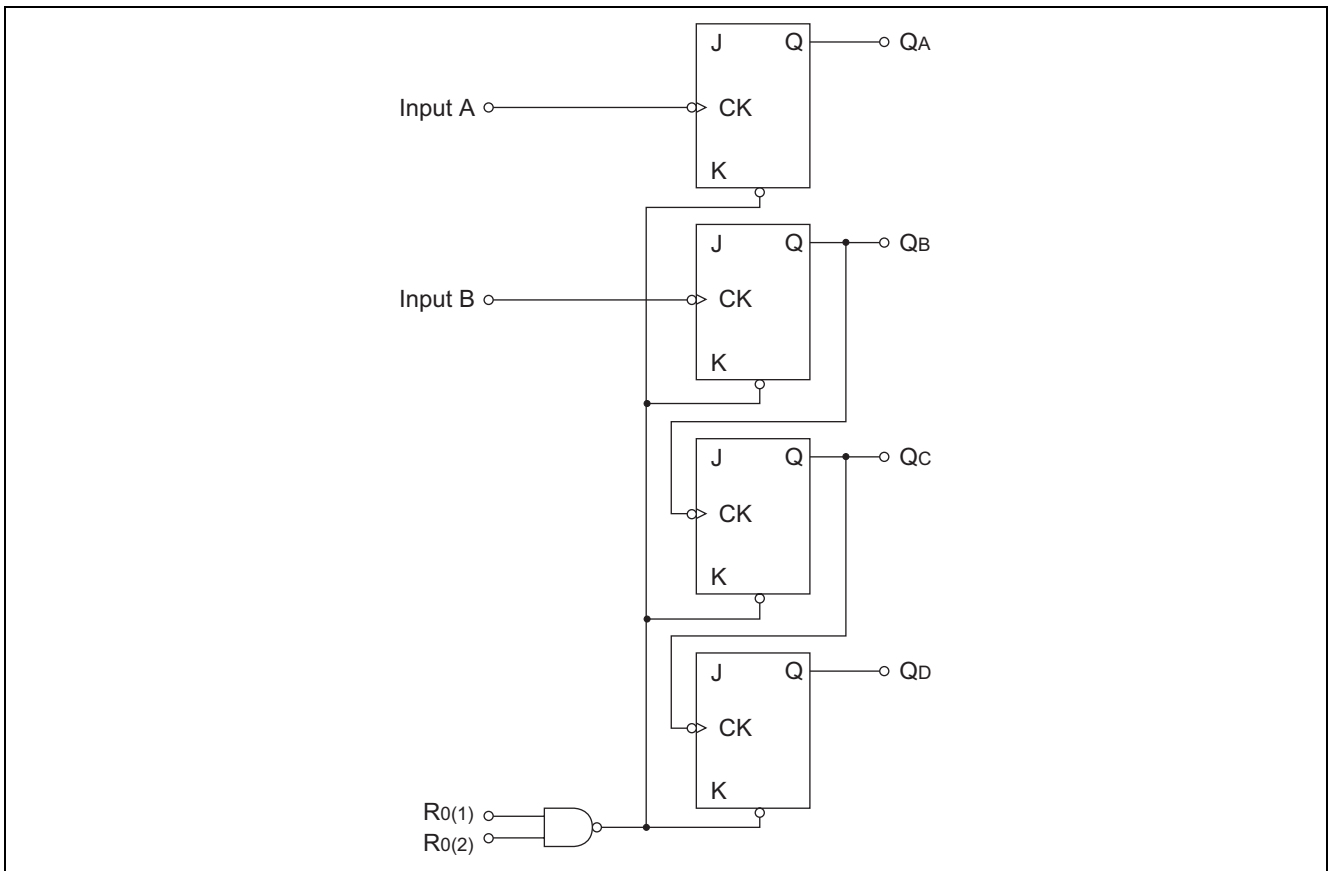 J Q QA
Input A CK
K
J Q QB
Input B CK
K
J Q QC
CK
K
J Q QD
CK
K
R0(1)
R0(2)